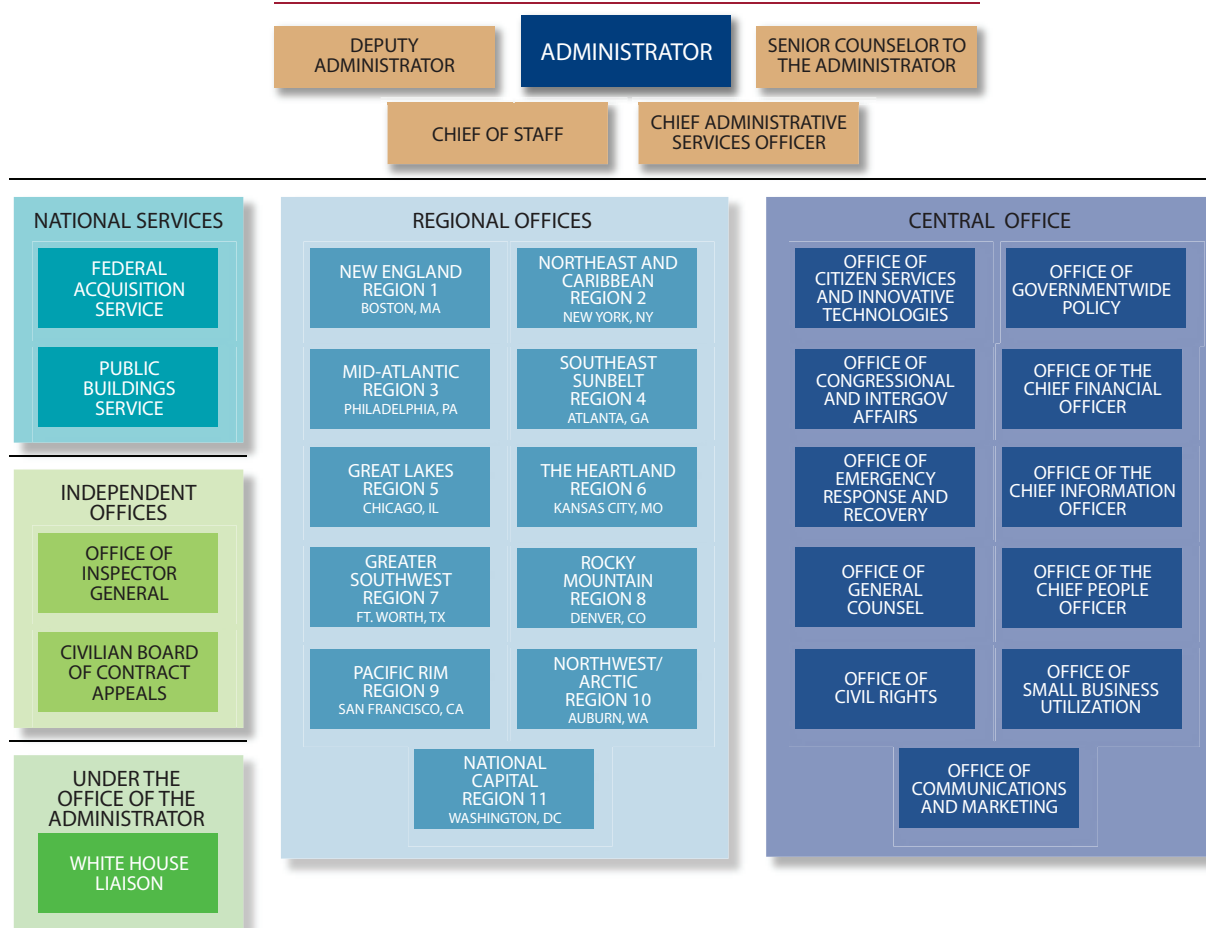 DEPUTY
ADMINISTRATOR
ADMINISTRATOR
SENIOR COUNSELOR TO
THE ADMINISTRATOR
CHIEF OF STAFF
CHIEF ADMINISTRATIVE
SERVICES OFFICER
NATIONAL SERVICES
FEDERAL
ACQUISITION
SERVICE
PUBLIC
BUILDINGS
SERVICE
INDEPENDENT
OFFICES
OFFICE OF
INSPECTOR
GENERAL
CIVILIAN BOARD
OF CONTRACT
APPEALS
UNDER THE
OFFICE OF THE
ADMINISTRATOR
WHITE HOUSE
LIAISON
REGIONAL OFFICES
NEW ENGLAND
REGION 1
BOSTON, MA
NORTHEAST AND
CARIBBEAN
REGION 2
NEW YORK, NY
MID-ATLANTIC
REGION 3
PHILADELPHIA, PA
SOUTHEAST
SUNBELT
REGION 4
ATLANTA, GA
GREAT LAKES
REGION 5
CHICAGO, IL
THE HEARTLAND
REGION 6
KANSAS CITY, MO
GREATER
SOUTHWEST
REGION 7
FT. WORTH, TX
ROCKY
MOUNTAIN
REGION 8
DENVER, CO
PACIFIC RIM
REGION 9
SAN FRANCISCO, CA
NORTHWEST/
ARCTIC
REGION 10
AUBURN, WA
NATIONAL
CAPITAL
REGION 11
WASHINGTON, DC
CENTRAL OFFICE
OFFICE OF
CITIZEN SERVICES
AND INNOVATIVE
TECHNOLOGIES
OFFICE OF
GOVERNMENTWIDE
POLICY
OFFICE OF
CONGRESSIONAL
AND INTERGOV
AFFAIRS
OFFICE OF THE
CHIEF FINANCIAL
OFFICER
OFFICE OF
EMERGENCY
RESPONSE AND
RECOVERY
OFFICE OF THE
CHIEF INFORMATION
OFFICER
OFFICE OF
GENERAL
COUNSEL
OFFICE OF THE
CHIEF PEOPLE
OFFICER
OFFICE OF
CIVIL RIGHTS
OFFICE OF
SMALL BUSINESS
UTILIZATION
OFFICE OF
COMMUNICATIONS
AND MARKETING